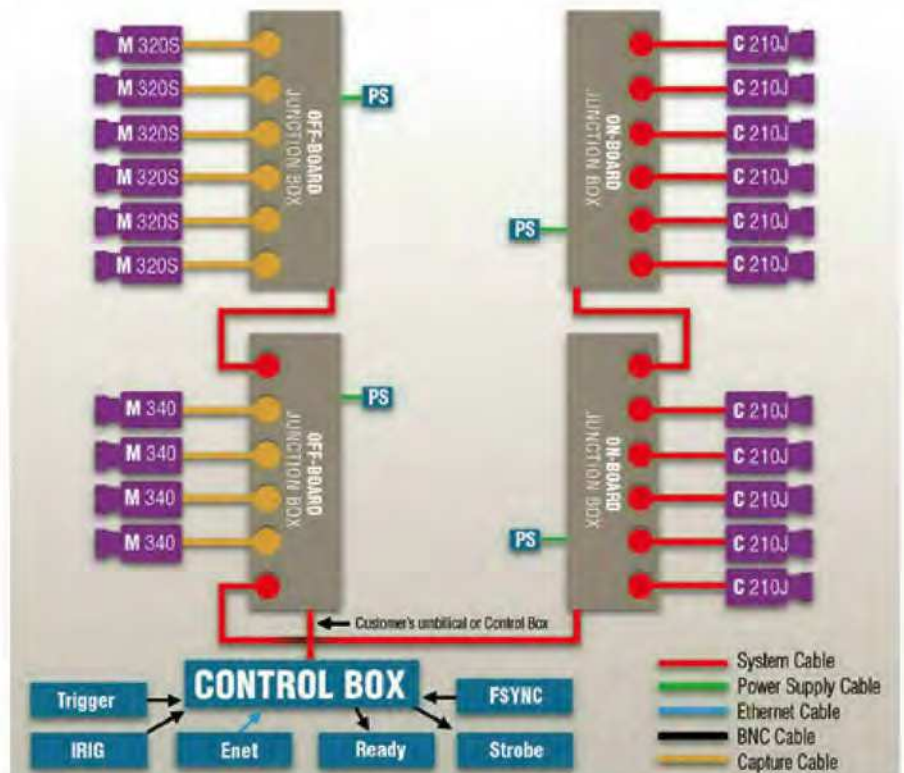 M 320S
M 320S
M 320S
M 320S
M 320S
M 320S
OFF-BOARD
JUNCTION BOX
PS
ON-BOARD
JUNCTION BOX
PS
C 210J
C 210J
C 210J
C 210J
C 210J
C 210J
M 340
M 340
M 340
M 340
OFF-BOARD
JUNCTION BOX
PS
ON-BOARD
JUNCTION BOX
PS
C 210J
C 210J
C 210J
C 210J
C 210J
Customer's umbilical or Control Box
CONTROL BOX
Trigger
IRIG
Enet
Ready
Strobe
FSYNC
System Cable
Power Supply Cable
Ethernet Cable
BNC Cable
Capture Cable